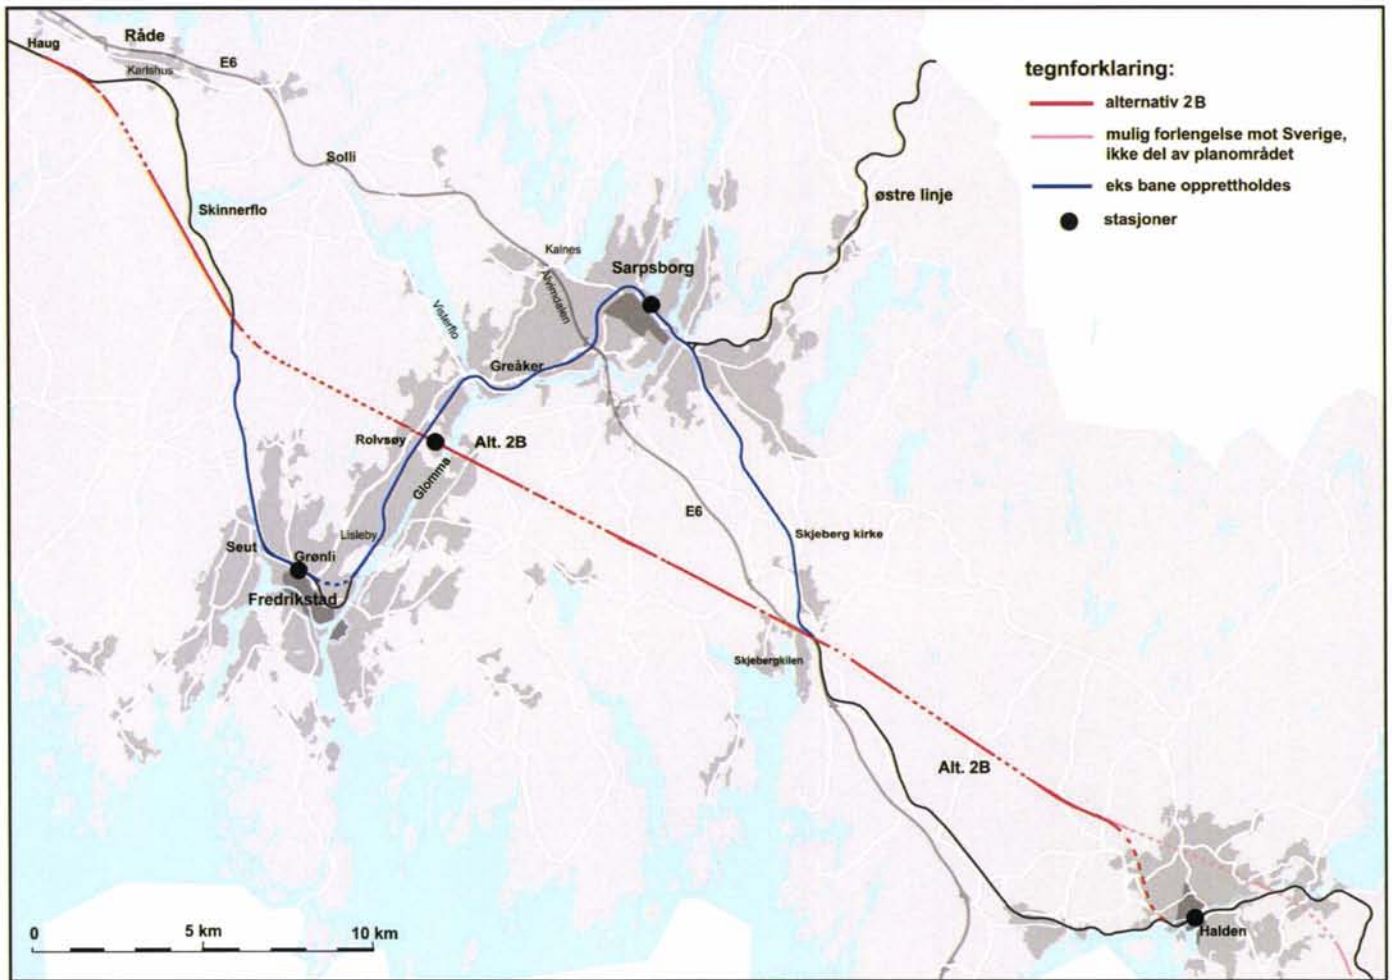 Haug
Råde
Karlshus
E6
Solli
Skinnerflo
Visterflo
Kalnes
Alvimdalen
Sarpsborg
østre linje
Greåker
Rolvsøy
Alt. 2B
Glomma
E6
Lisleby
Seut
Grønli
Fredrikstad
Skjeberg kirke
Skjebergkilen
Alt. 2B
Halden
tegnforklaring:
alternativ 2B
mulig forlengelse mot Sverige,
ikke del av planområdet
eks bane opprettholdes
stasjoner
0 5 km 10 km